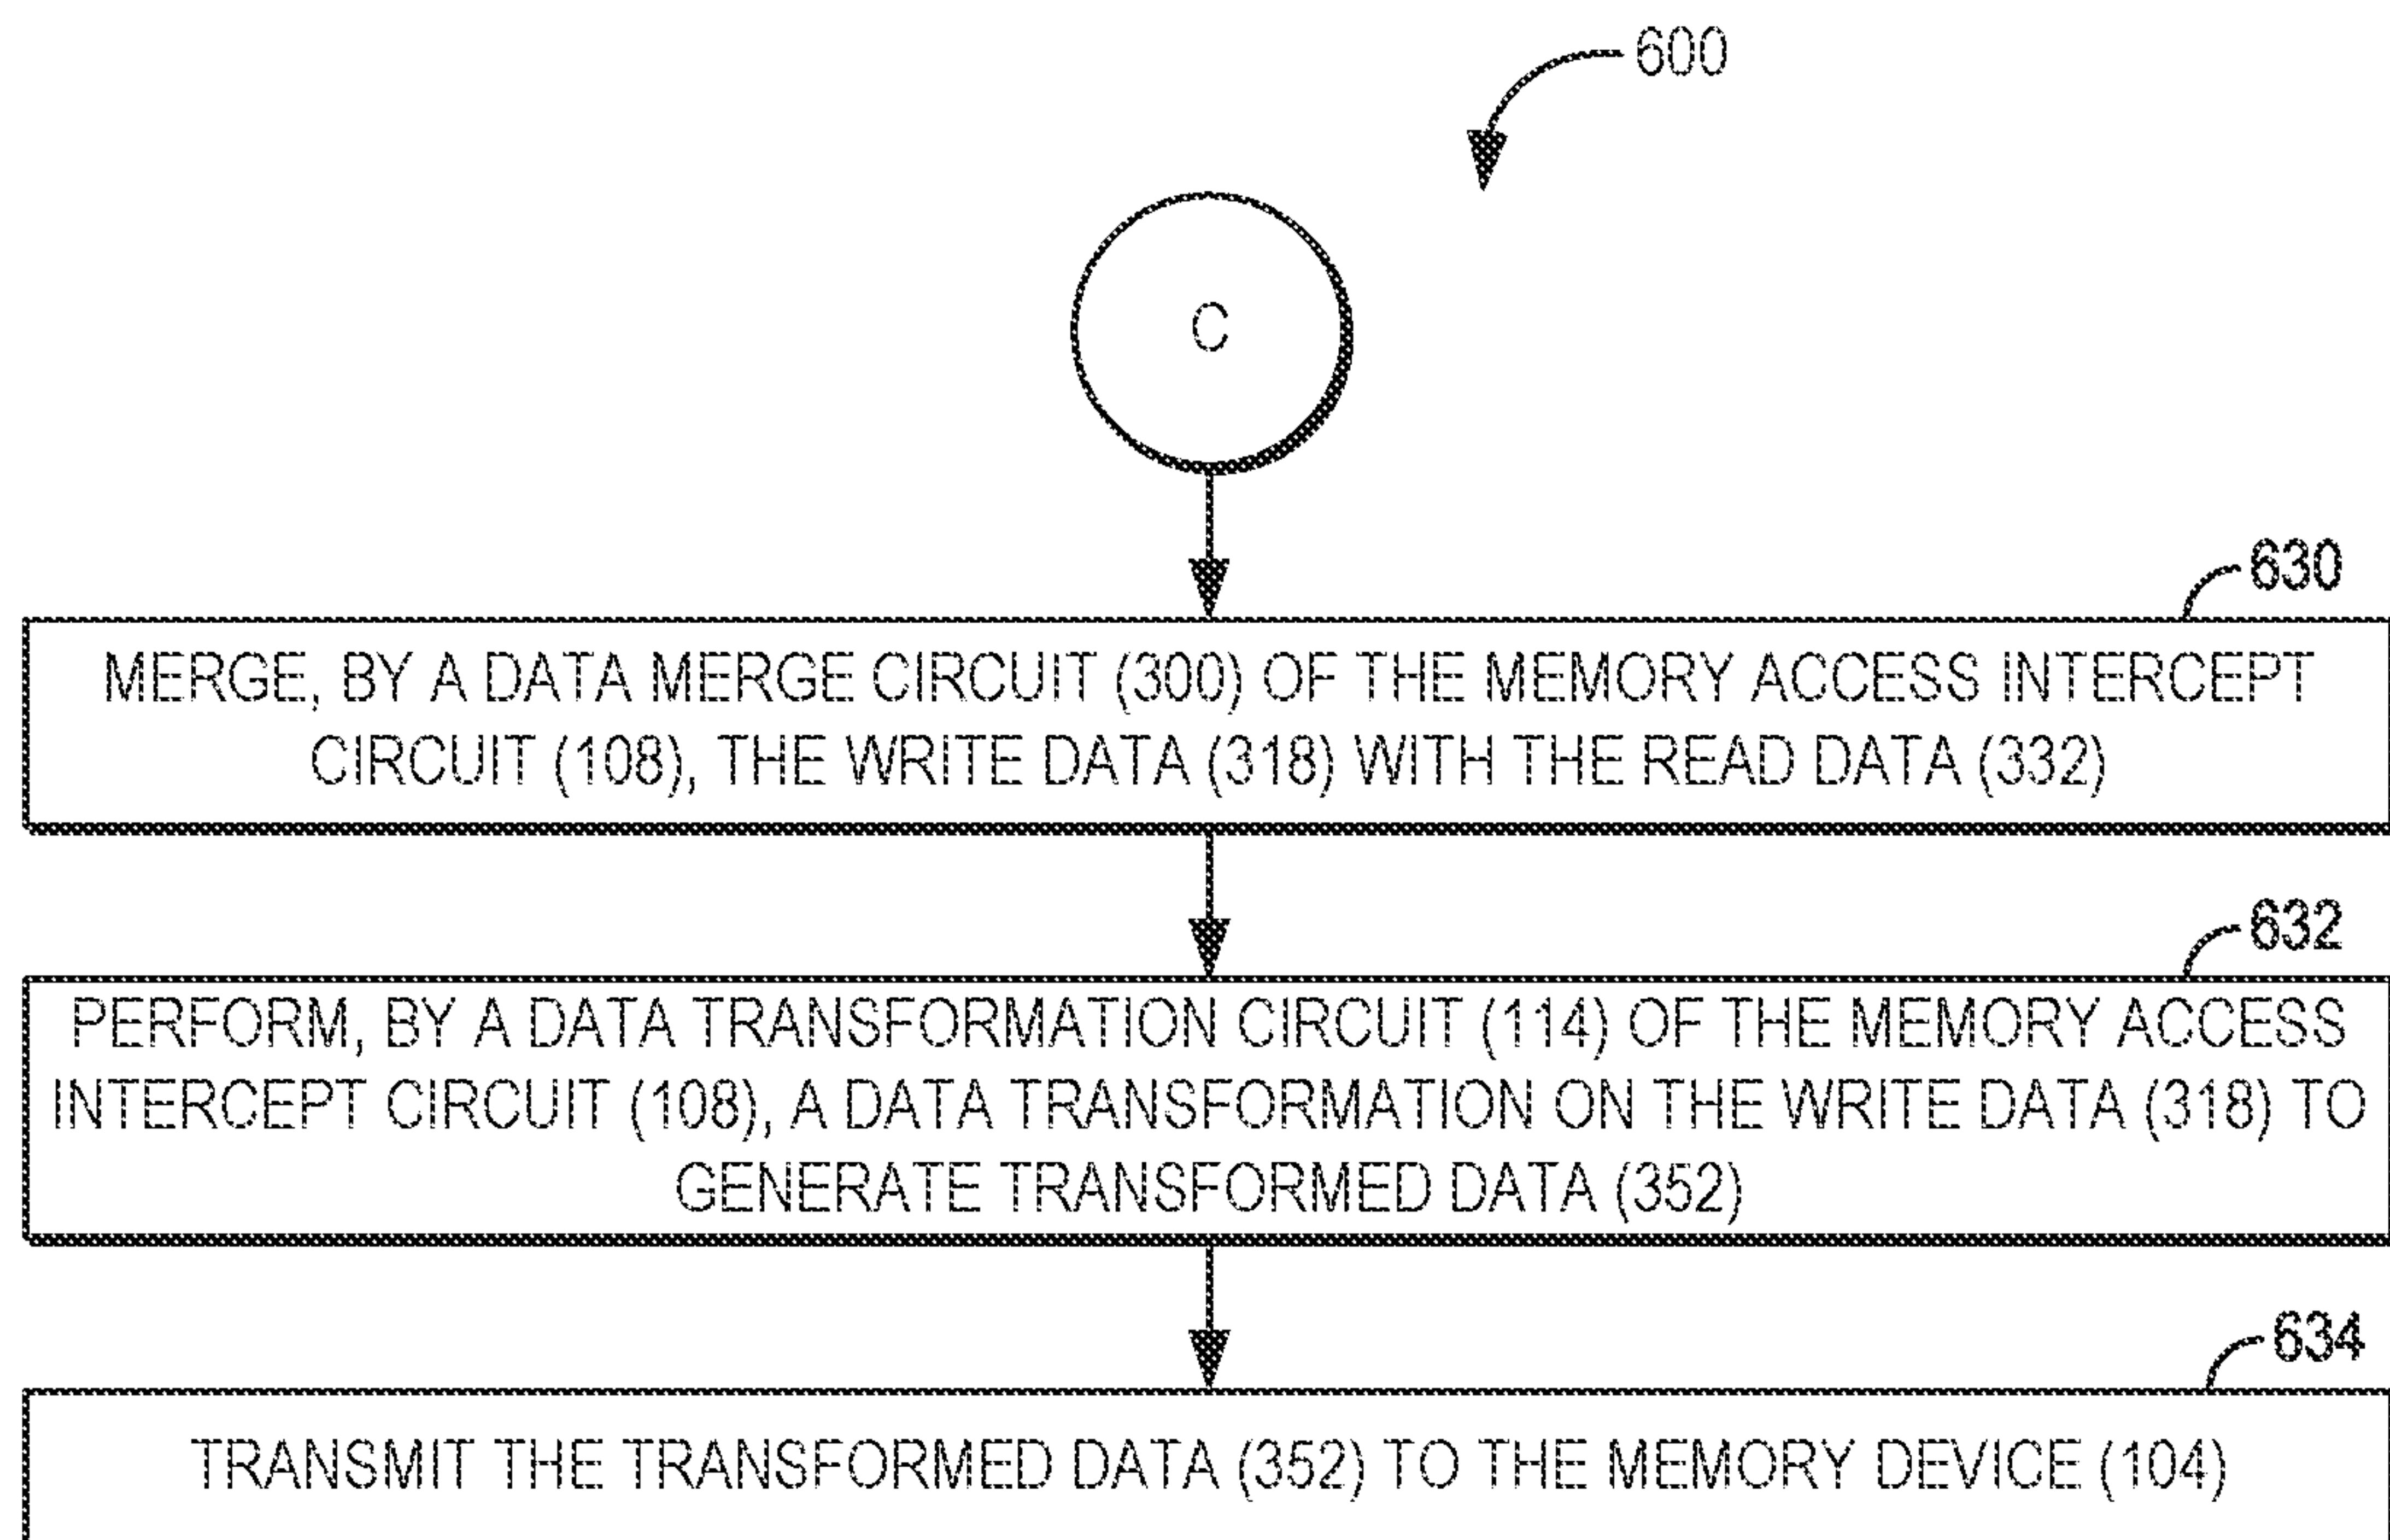 600
C
630
MERGE, BY A DATA MERGE CIRCUIT (300) OF THE MEMORY ACCESS INTERCEPT
CIRCUIT (108), THE WRITE DATA (318) WITH THE READ DATA (332)
632
PERFORM, BY A DATA TRANSFORMATION CIRCUIT (114) OF THE MEMORY ACCESS
INTERCEPT CIRCUIT (108), A DATA TRANSFORMATION ON THE WRITE DATA (318) TO
GENERATE TRANSFORMED DATA (352)
634
TRANSMIT THE TRANSFORMED DATA (352) TO THE MEMORY DEVICE (104)